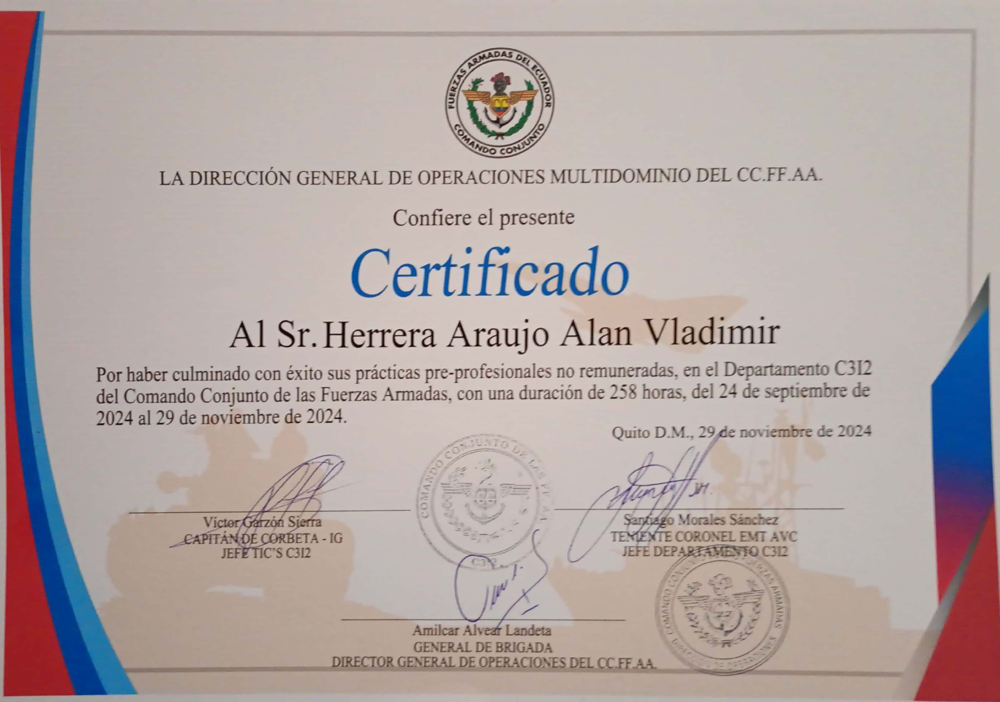 FUERZAS ARMADAS DEL ECUADOR
COMANDO CONJUNTO
CC
LA DIRECCIÓN GENERAL DE OPERACIONES MULTIDOMINIO DEL CC.FF.AA.
Confiere el presente
Certificado
Al Sr. Herrera Araujo Alan Vladimir
Por haber culminado con éxito sus prácticas pre-profesionales no remuneradas, en el Departamento C3I2
del Comando Conjunto de las Fuerzas Armadas, con una duración de 258 horas, del 24 de septiembre de
2024 al 29 de noviembre de 2024.
Quito D.M., 29 de noviembre de 2024
COMANDO CONJUNTO DE LAS FF. AA.
CC
C3I2
Víctor Garzón Sierra
CAPITÁN DE CORBETA - IG
JEFE TIC'S C3I2
Santiago Morales Sánchez
TENIENTE CORONEL EMT AVC
JEFE DEPARTAMENTO C3I2
COMANDO CONJUNTO FUERZAS ARMADAS
Amilcar Alvear Landeta
GENERAL DE BRIGADA
DIRECTOR GENERAL DE OPERACIONES DEL CC.FF.AA.